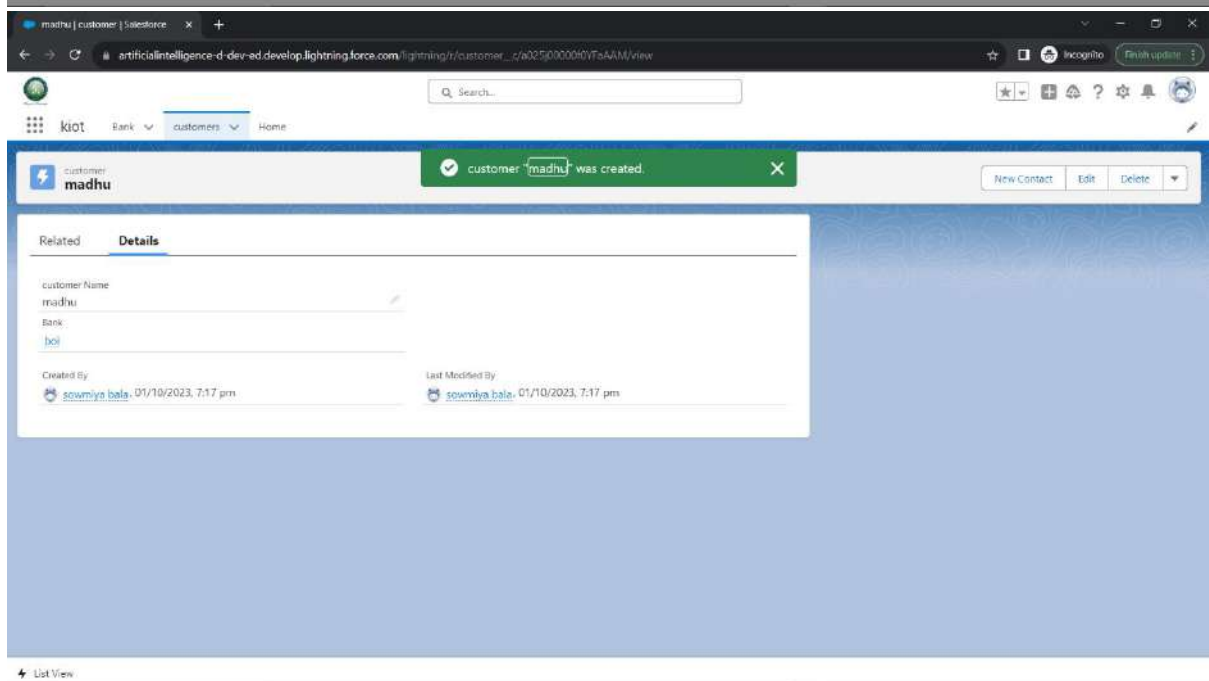 madhu | customer | Salesforce
artificialintelligence-d-dev-ed.develop.lightning.force.com/lightning/r/customer__c/ /view
Incognito
Finish update
Search...
kiot
Bank
customers
Home
customer
madhu
customer "madhu" was created.
New Contact
Edit
Delete
Related
Details
customer Name
madhu
Bank
boi
Created By
sowmiya bala, 01/10/2023, 7:17 pm
Last Modified By
sowmiya bala, 01/10/2023, 7:17 pm
List View